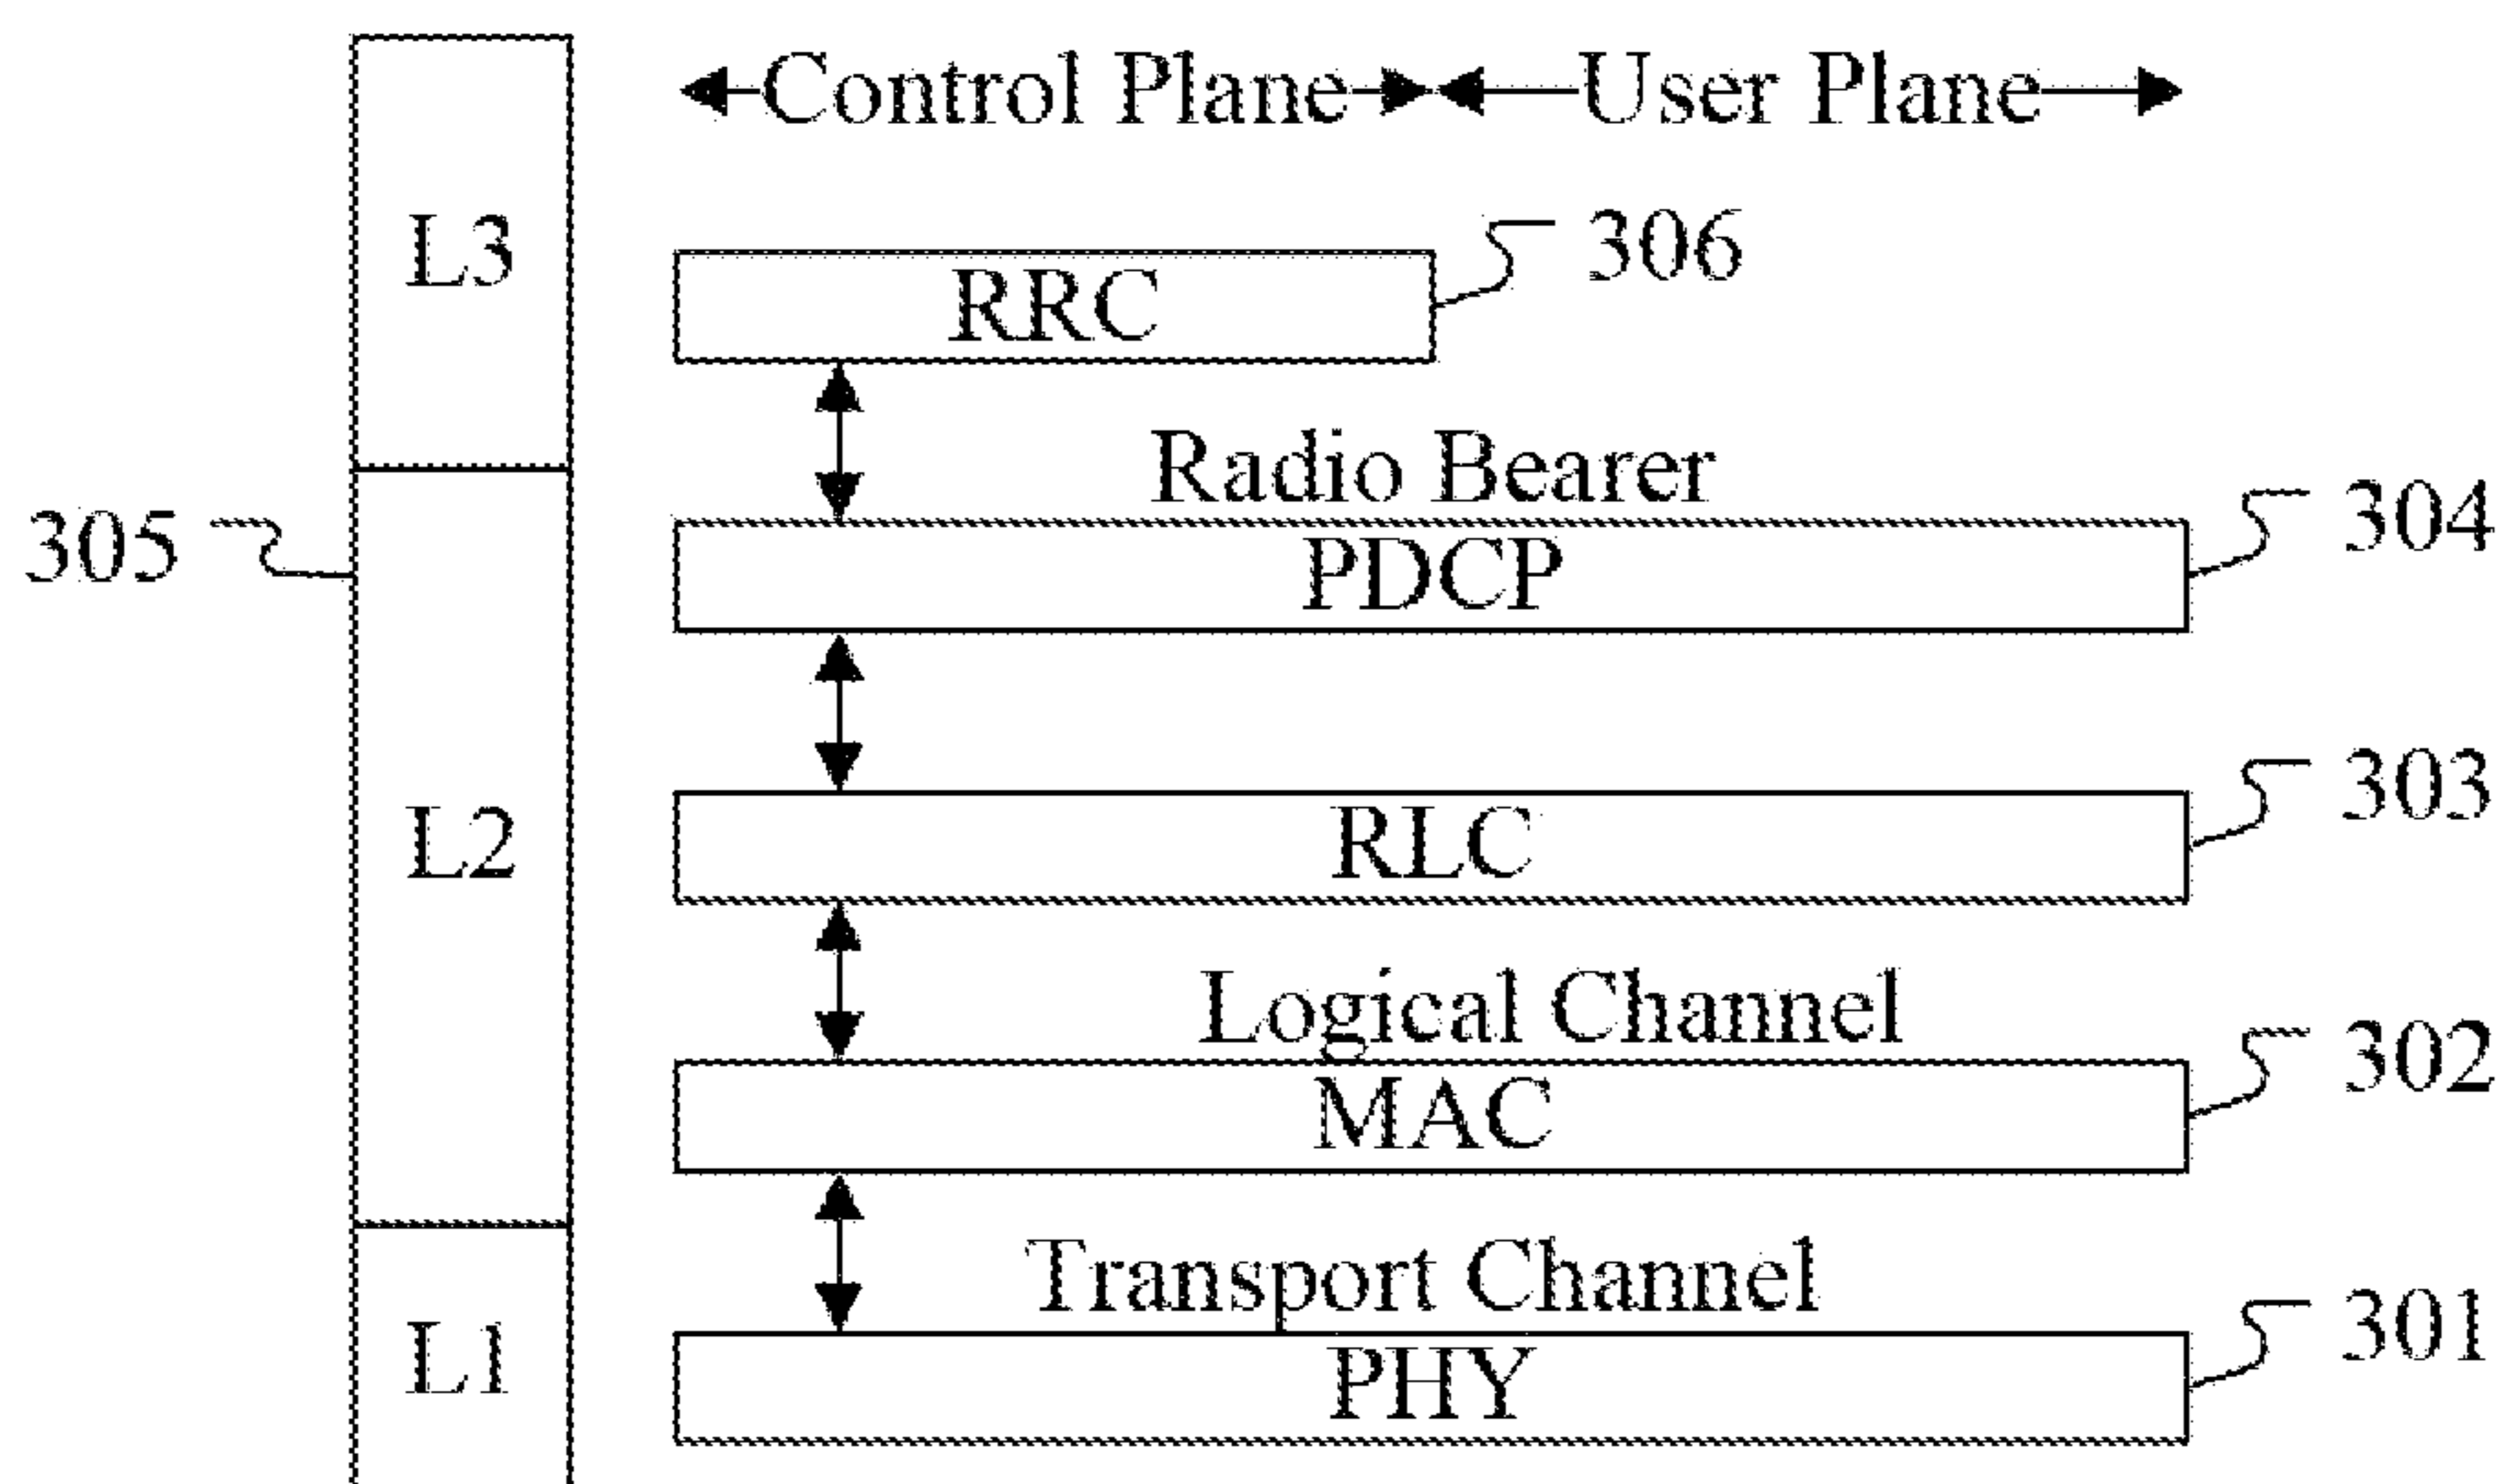 Control Plane User Plane
L3
306
RRC
Radio Bearer
304
305
PDCP
303
L2
RLC
Logical Channel
302
MAC
Transport Channel
301
L1
PHY